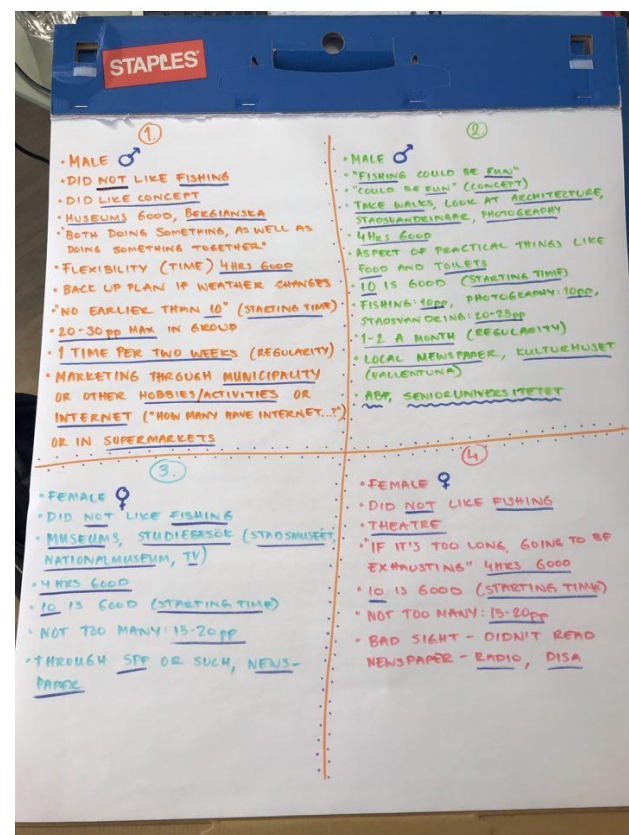 STAPLES
1
• MALE ♂
• DID NOT LIKE FISHING
• DID LIKE CONCEPT
• MUSEUMS GOOD, BERGIANSKA
• "BOTH DOING SOMETHING, AS WELL AS
DOING SOMETHING TOGETHER"
• FLEXIBILITY (TIME) 4HRS GOOD
• BACK UP PLAN IF WEATHER CHANGES
• "NO EARLIER THAN 10" (STARTING TIME)
• 20-30pp MAX IN GROUP
• 1 TIME PER TWO WEEKS (REGULARITY)
• MARKETING THROUGH MUNICIPALITY
OR OTHER HOBBIES/ACTIVITIES OR
INTERNET ("HOW MANY HAVE INTERNET...?")
OR IN SUPERMARKETS
2.
• MALE ♂
• "FISHING COULD BE FUN"
• "COULD BE FUN" (CONCEPT)
• TAKE WALKS, LOOK AT ARCHITECTURE,
STADSVANDRINGAR, PHOTOGRAPHY
• 4HRS GOOD
• ASPECT OF PRACTICAL THINGS LIKE
FOOD AND TOILETS
• 10 IS GOOD (STARTING TIME)
• FISHING: 10pp, PHOTOGRAPHY: 10pp,
STADSVANDRING: 20-25pp
• 1-2 A MONTH (REGULARITY)
• LOCAL NEWSPAPER, KULTURHUSET
(VALLENTUNA)
• ABF, SENIORUNIVERSITETET
3.
• FEMALE ♀
• DID NOT LIKE FISHING
• MUSEUMS, STUDIEBESÖK (STADSMUSÉET
NATIONALMUSEUM, TV)
• 4 HRS GOOD
• 10 IS GOOD (STARTING TIME)
• NOT TOO MANY: 15-20pp
• THROUGH SPF OR SUCH, NEWS-
PAPER
4.
• FEMALE ♀
• DID NOT LIKE FISHING
• THEATRE
• "IF IT'S TOO LONG, GOING TO BE
EXHAUSTING" 4HRS GOOD
• 10 IS GOOD (STARTING TIME)
• NOT TOO MANY: 15-20pp
• BAD SIGHT - DIDN'T READ
NEWSPAPER - RADIO, DISA